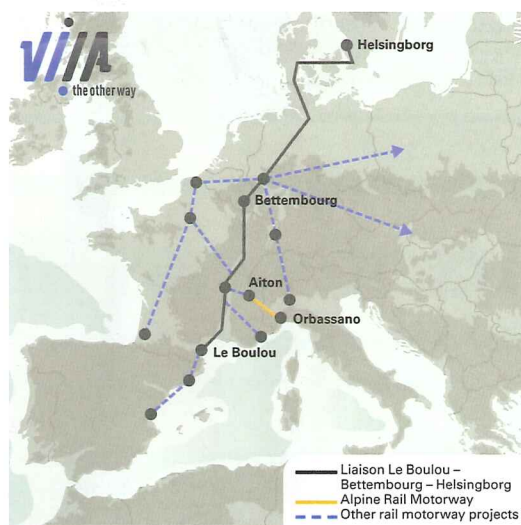 Helsingborg
VIIA
the other way
Bettembourg
Aiton
Orbassano
Le Boulou
Liaison Le Boulou –
Bettembourg – Helsingborg
Alpine Rail Motorway
Other rail motorway projects